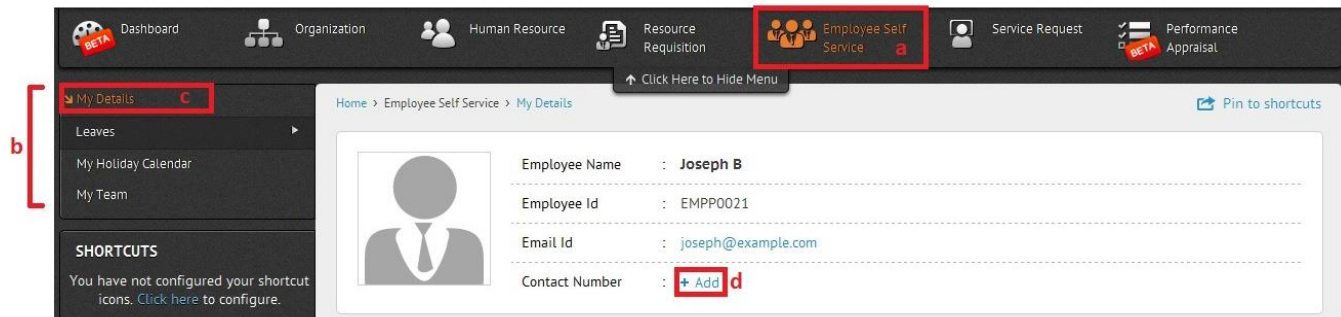 Dashboard
BETA
Organization
Human Resource
Resource
Requisition
Employee Self
Service
a
Service Request
Performance
Appraisal
BETA
↑ Click Here to Hide Menu
b
My Details
c
Leaves
My Holiday Calendar
My Team
SHORTCUTS
You have not configured your shortcut
icons. Click here to configure.
Home › Employee Self Service › My Details
Pin to shortcuts
Employee Name : Joseph B
Employee Id : EMPP0021
Email Id : joseph@example.com
Contact Number : + Add
d